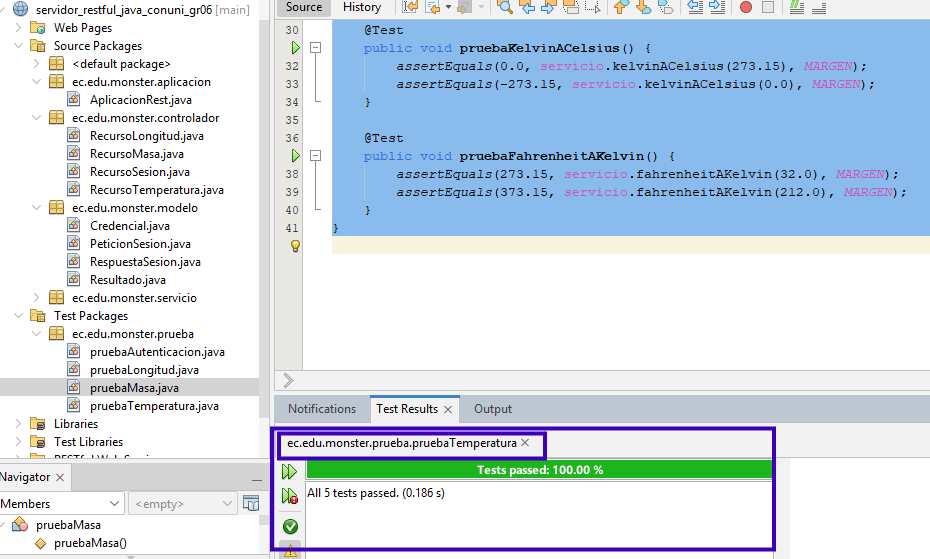 servidor_restful_java_conuni_gr06 [main]
Web Pages
Source Packages
<default package>
ec.edu.monster.aplicacion
AplicacionRest.java
ec.edu.monster.controlador
RecursoLongitud.java
RecursoMasa.java
RecursoSesion.java
RecursoTemperatura.java
ec.edu.monster.modelo
Credencial.java
PeticionSesion.java
RespuestaSesion.java
Resultado.java
ec.edu.monster.servicio
Test Packages
ec.edu.monster.prueba
pruebaAutenticacion.java
pruebaLongitud.java
pruebaMasa.java
pruebaTemperatura.java
Libraries
Test Libraries
Navigator
Members <empty>
pruebaMasa
pruebaMasa()
Source History
30 @Test
public void pruebaKelvinACelsius() {
32 assertEquals(0.0, servicio.kelvinACelsius(273.15), MARGEN);
33 assertEquals(-273.15, servicio.kelvinACelsius(0.0), MARGEN);
34 }
35
36 @Test
public void pruebaFahrenheitAKelvin() {
38 assertEquals(273.15, servicio.fahrenheitAKelvin(32.0), MARGEN);
39 assertEquals(373.15, servicio.fahrenheitAKelvin(212.0), MARGEN);
40 }
41 }
Notifications Test Results Output
ec.edu.monster.prueba.pruebaTemperatura
Tests passed: 100.00 %
All 5 tests passed. (0.186 s)